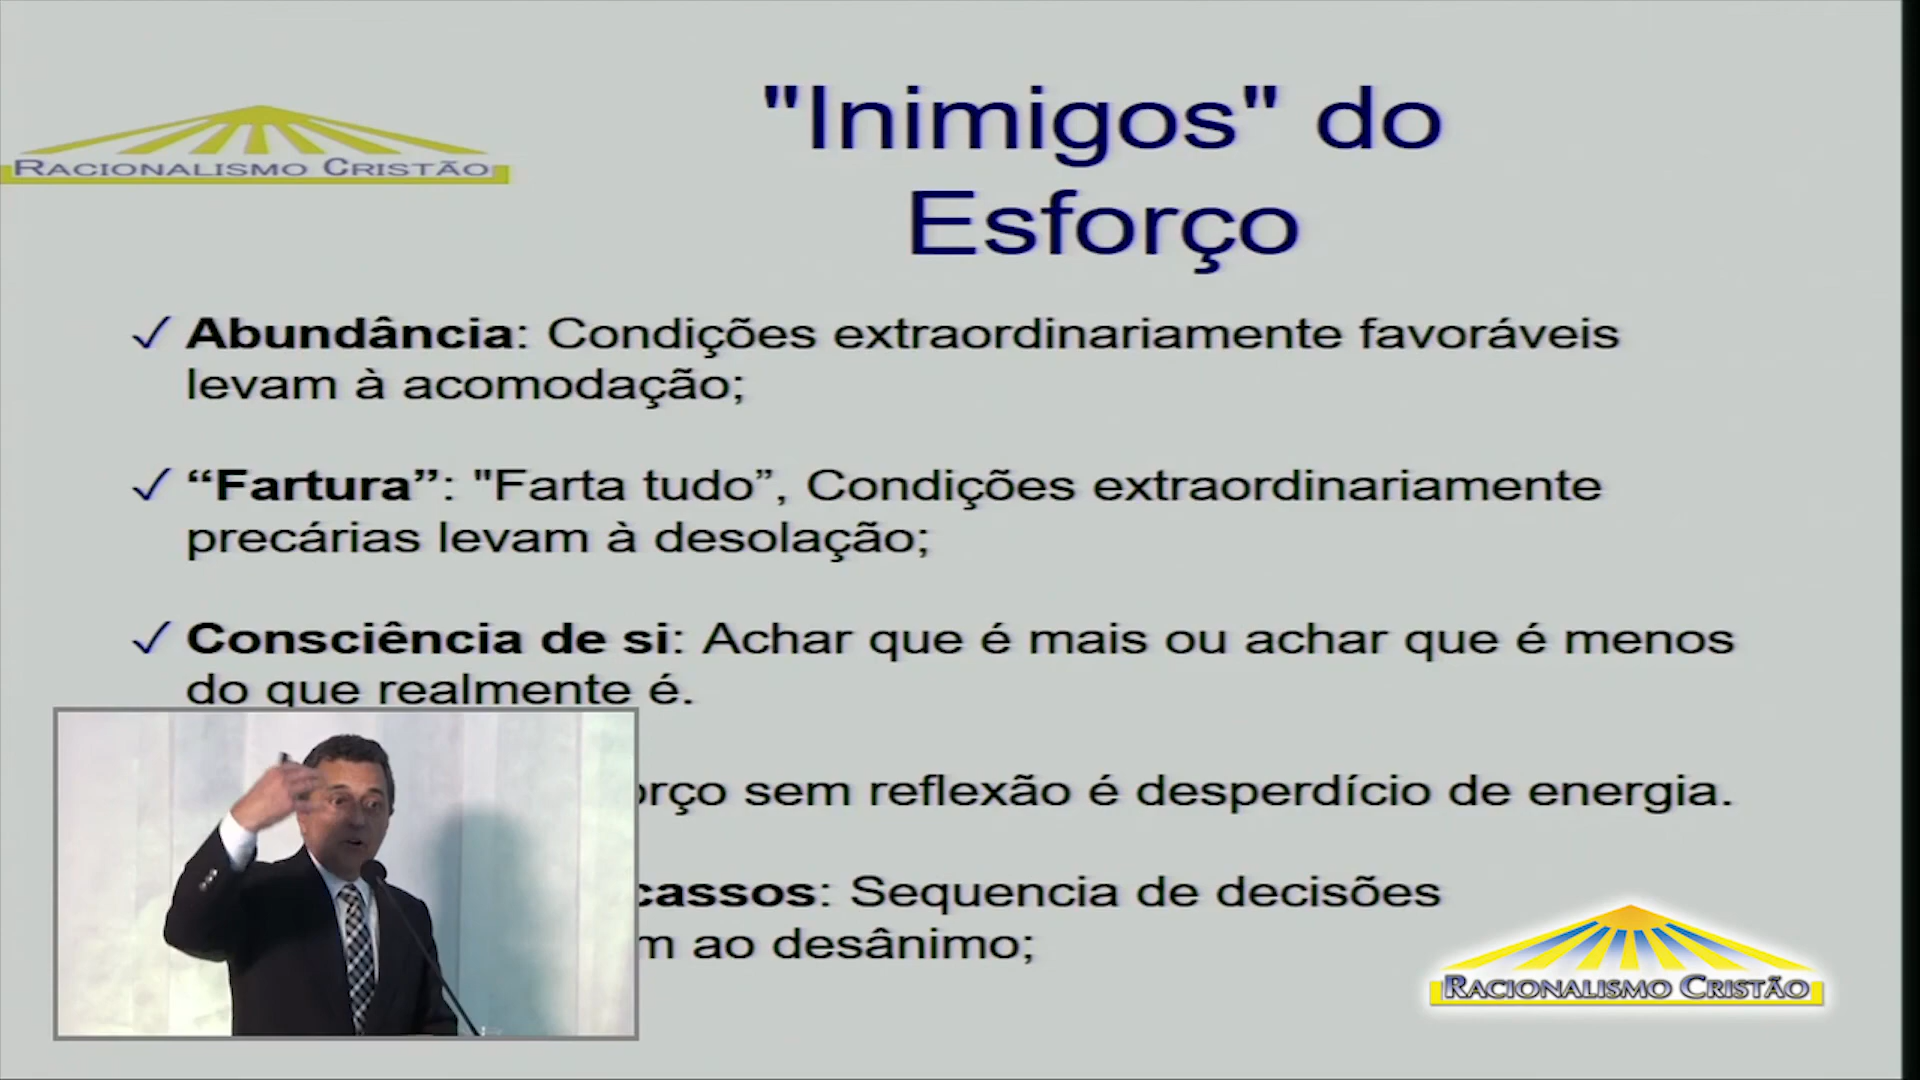 "Inimigos" do
Esforço
RACIONALISMO CRISTÃO
✓ Abundância: Condições extraordinariamente favoráveis
levam à acomodação;
✓ “Fartura”: "Farta tudo”, Condições extraordinariamente
precárias levam à desolação;
✓ Consciência de si: Achar que é mais ou achar que é menos
do que realmente é.
sem reflexão é desperdício de energia.
: Sequencia de decisões
ao desânimo;
RACIONALISMO CRISTÃO